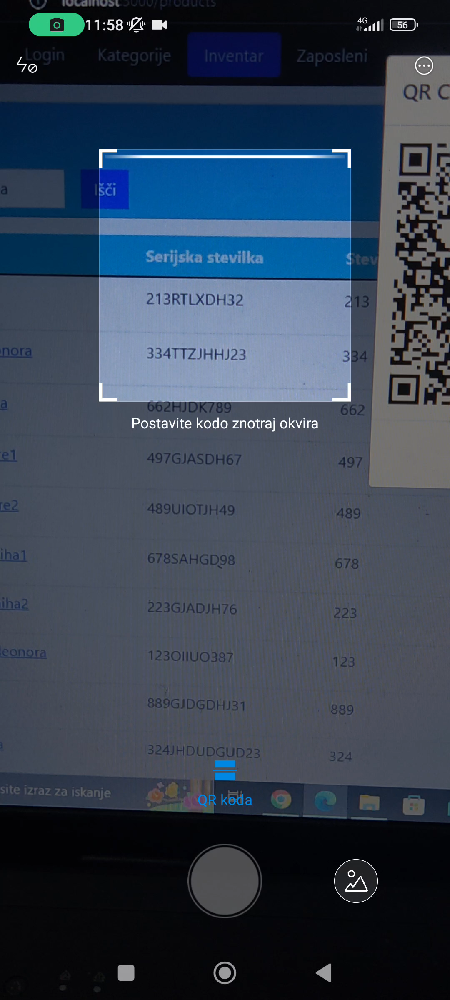 localhost:3000/products
11:58
4G
56
Login Kategorije Inventar Zaposleni
QR C
a Išči
Serijska stevilka Stev
213RTLXDH32 213
onora 334TTZJHHJ23 334
a 662HJDK789 662
Postavite kodo znotraj okvira
re1 497GJASDH67 497
re2 489UIOTJH49 489
iha1 678SAHGD98 678
iha2 223GJADJH76 223
leonora 123OIIUO387 123
889GJDGDHJ31 889
a 324JHDUDGUD23 324
site izraz za iskanje
QR koda